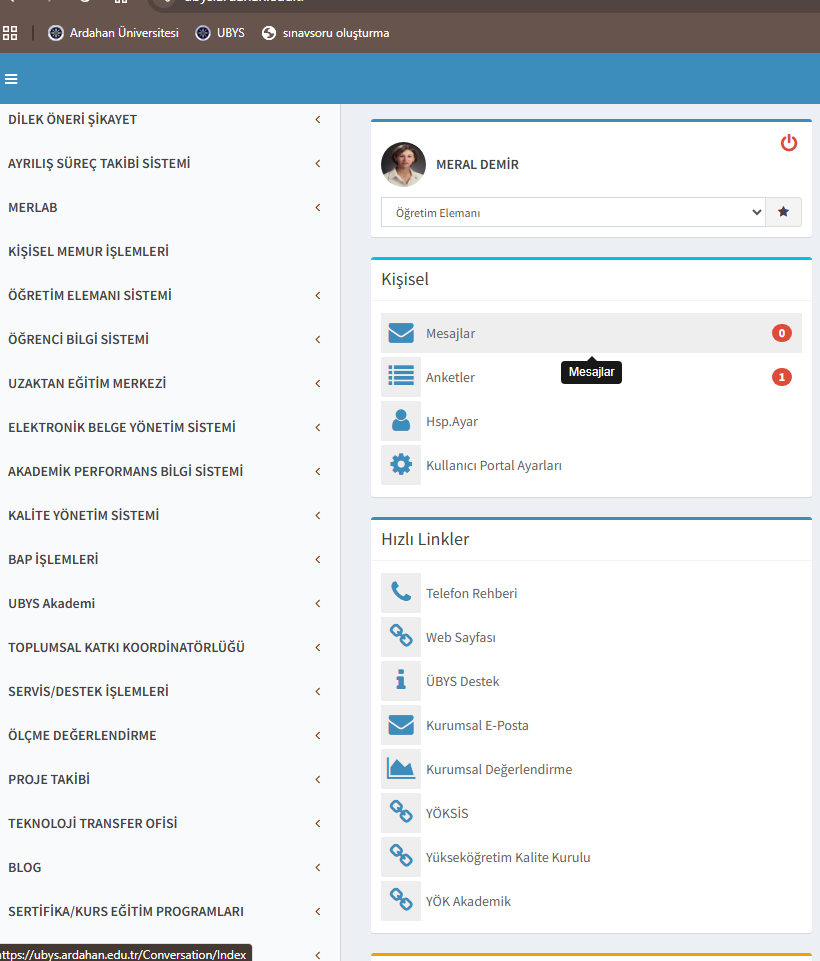 Ardahan Üniversitesi
UBYS
sınavsoru oluşturma
DİLEK ÖNERİ ŞİKAYET
AYRILIŞ SÜREÇ TAKİBİ SİSTEMİ
MERLAB
KİŞİSEL MEMUR İŞLEMLERİ
ÖĞRETİM ELEMANI SİSTEMİ
ÖĞRENCİ BİLGİ SİSTEMİ
UZAKTAN EĞİTİM MERKEZİ
ELEKTRONİK BELGE YÖNETİM SİSTEMİ
AKADEMİK PERFORMANS BİLGİ SİSTEMİ
KALİTE YÖNETİM SİSTEMİ
BAP İŞLEMLERİ
UBYS Akademi
TOPLUMSAL KATKI KOORDİNATÖRLÜĞÜ
SERVİS/DESTEK İŞLEMLERİ
ÖLÇME DEĞERLENDİRME
PROJE TAKİBİ
TEKNOLOJİ TRANSFER OFİSİ
BLOG
SERTİFİKA/KURS EĞİTİM PROGRAMLARI
https://ubys.ardahan.edu.tr/Conversation/Index
MERAL DEMİR
Öğretim Elemanı
Kişisel
Mesajlar 0
Mesajlar
Anketler 1
Hsp.Ayar
Kullanıcı Portal Ayarları
Hızlı Linkler
Telefon Rehberi
Web Sayfası
ÜBYS Destek
Kurumsal E-Posta
Kurumsal Değerlendirme
YÖKSİS
Yükseköğretim Kalite Kurulu
YÖK Akademik